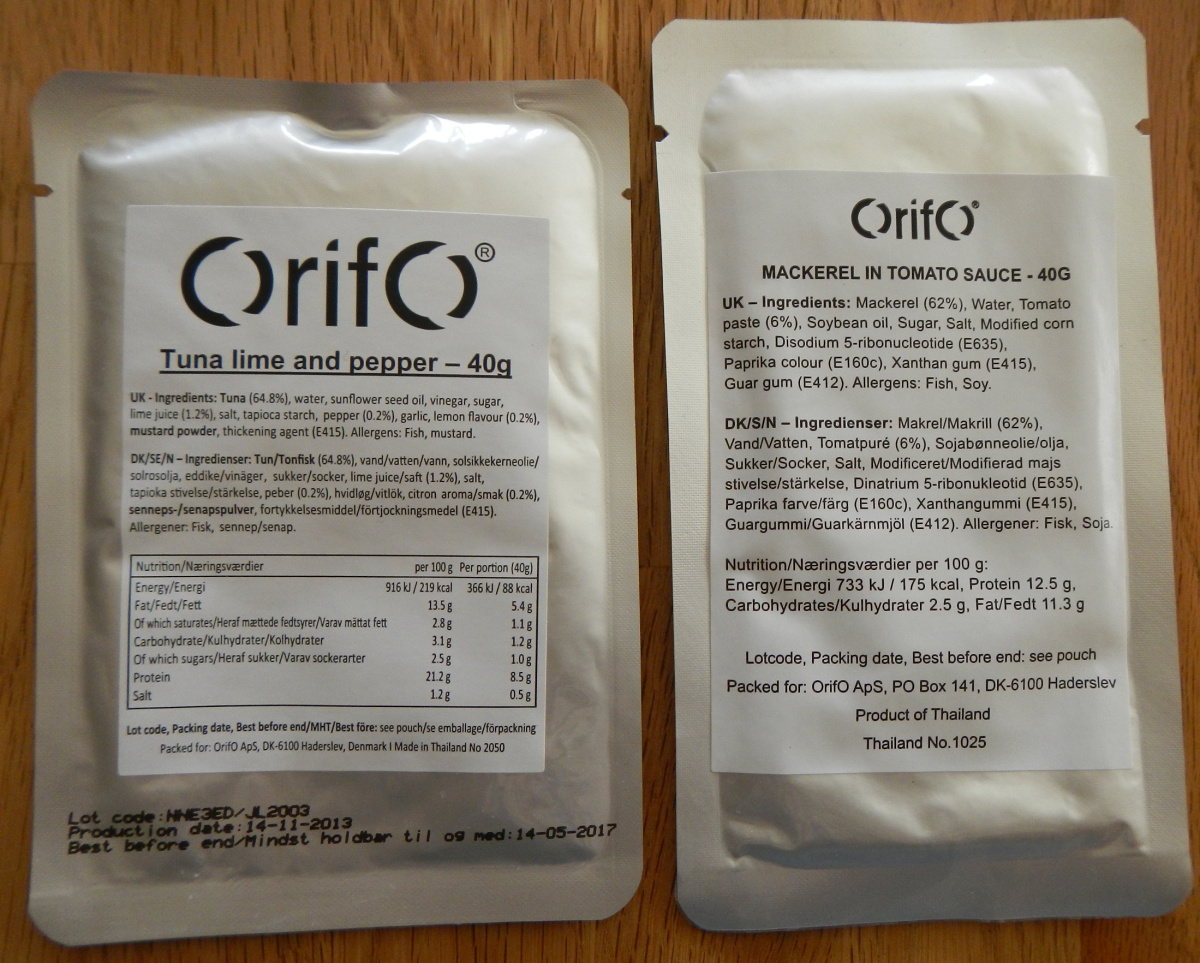 OrifO®
Tuna lime and pepper – 40g
UK - Ingredients: Tuna (64.8%), water, sunflower seed oil, vinegar, sugar,
lime juice (1.2%), salt, tapioca starch, pepper (0.2%), garlic, lemon flavour (0.2%),
mustard powder, thickening agent (E415). Allergens: Fish, mustard.
DK/SE/N – Ingredienser: Tun/Tonfisk (64.8%), vand/vatten/vann, solsikkekerneolie/
solrosolja, eddike/vinäger, sukker/socker, lime juice/saft (1.2%), salt,
tapioka stivelse/stärkelse, peber (0.2%), hvidløg/vitlök, citron aroma/smak (0.2%),
senneps-/senapspulver, fortykkelsesmiddel/förtjockningsmedel (E415).
Allergener: Fisk, sennep/senap.
Nutrition/Næringsværdier per 100 g Per portion (40g)
Energy/Energi 916 kJ / 219 kcal 366 kJ / 88 kcal
Fat/Fedt/Fett 13.5 g 5.4 g
Of which saturates/Heraf mættede fedtsyrer/Varav mättat fett 2.8 g 1.1 g
Carbohydrate/Kulhydrater/Kolhydrater 3.1 g 1.2 g
Of which sugars/Heraf sukker/Varav sockerarter 2.5 g 1.0 g
Protein 21.2 g 8.5 g
Salt 1.2 g 0.5 g
Lot code, Packing date, Best before end/MHT/Best före: see pouch/se emballage/förpackning
Packed for: OrifO ApS, DK-6100 Haderslev, Denmark I Made in Thailand No 2050
Lot code:NNE3ED/JL2003
Production date:14-11-2013
Best before end/Mindst holdbar til og med:14-05-2017
OrifO®
MACKEREL IN TOMATO SAUCE - 40G
UK – Ingredients: Mackerel (62%), Water, Tomato
paste (6%), Soybean oil, Sugar, Salt, Modified corn
starch, Disodium 5-ribonucleotide (E635),
Paprika colour (E160c), Xanthan gum (E415),
Guar gum (E412). Allergens: Fish, Soy.
DK/S/N – Ingredienser: Makrel/Makrill (62%),
Vand/Vatten, Tomatpuré (6%), Sojabønneolie/olja,
Sukker/Socker, Salt, Modificeret/Modifierad majs
stivelse/stärkelse, Dinatrium 5-ribonukleotid (E635),
Paprika farve/färg (E160c), Xanthangummi (E415),
Guargummi/Guarkärnmjöl (E412). Allergener: Fisk, Soja.
Nutrition/Næringsværdier per 100 g:
Energy/Energi 733 kJ / 175 kcal, Protein 12.5 g,
Carbohydrates/Kulhydrater 2.5 g, Fat/Fedt 11.3 g
Lotcode, Packing date, Best before end: see pouch
Packed for: OrifO ApS, PO Box 141, DK-6100 Haderslev
Product of Thailand
Thailand No.1025